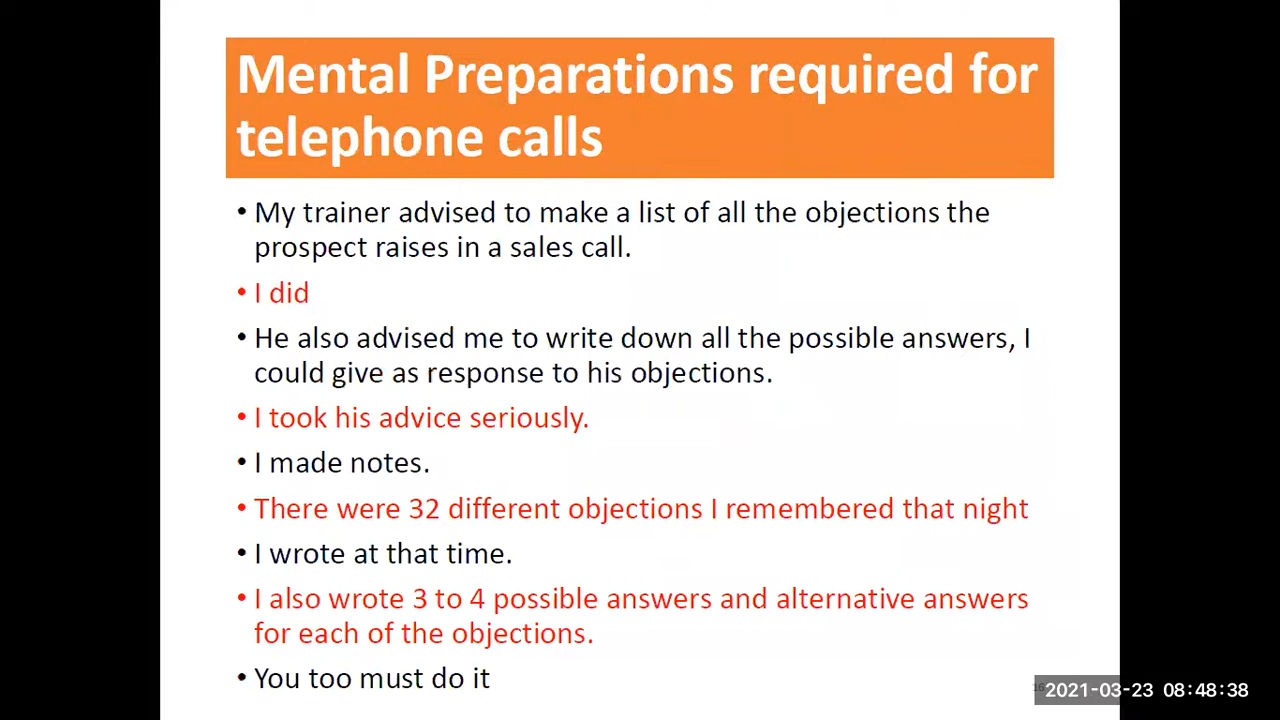 Mental Preparations required for
telephone calls
• My trainer advised to make a list of all the objections the
prospect raises in a sales call.
• I did
• He also advised me to write down all the possible answers, I
could give as response to his objections.
• I took his advice seriously.
• I made notes.
• There were 32 different objections I remembered that night
• I wrote at that time.
• I also wrote 3 to 4 possible answers and alternative answers
for each of the objections.
• You too must do it
16
2021-03-23 08:48:38